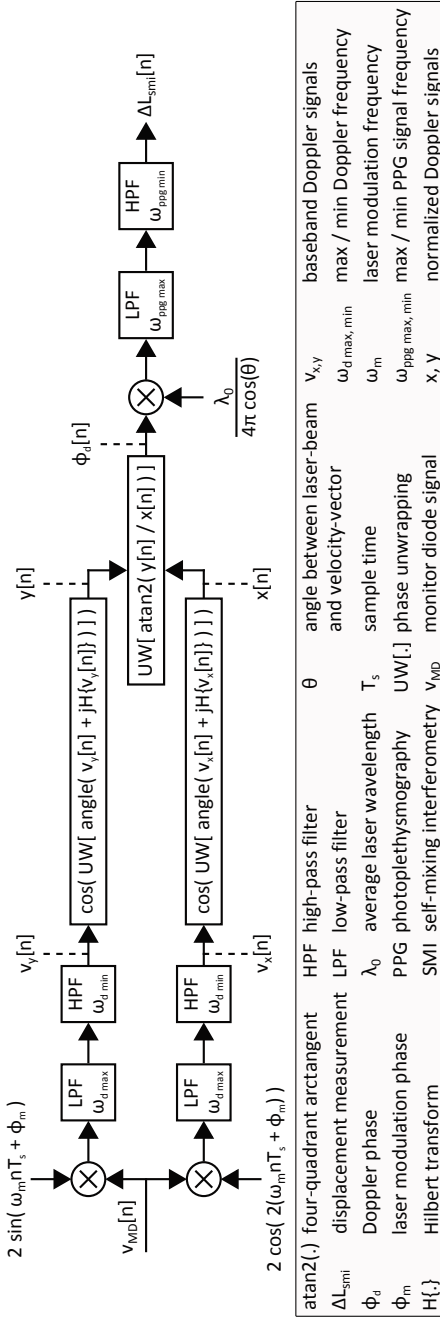 2 sin( ω_m nT_s + ϕ_m )
v_MD[n]
2 cos( 2(ω_m nT_s + ϕ_m ) )
LPF
ω_d max
HPF
ω_d min
v_y[n]
cos( UW[ angle( v_y[n] + jH{v_y[n]} ) ] )
y[n]
LPF
ω_d max
HPF
ω_d min
v_x[n]
cos( UW[ angle( v_x[n] + jH{v_x[n]} ) ] )
x[n]
UW[ atan2( y[n] / x[n] ) ]
ϕ_d[n]
λ_0
4π cos(θ)
LPF
ω_ppg max
HPF
ω_ppg min
ΔL_smi[n]
atan2(.) four-quadrant arctangent HPF high-pass filter θ angle between laser-beam v_x,y baseband Doppler signals
ΔL_smi displacement measurement LPF low-pass filter and velocity-vector ω_d max, min max / min Doppler frequency
ϕ_d Doppler phase λ_0 average laser wavelength T_s sample time ω_m laser modulation frequency
ϕ_m laser modulation phase PPG photoplethysmography UW[.] phase unwrapping ω_ppg max, min max / min PPG signal frequency
H{.} Hilbert transform SMI self-mixing interferometry v_MD monitor diode signal x, y normalized Doppler signals